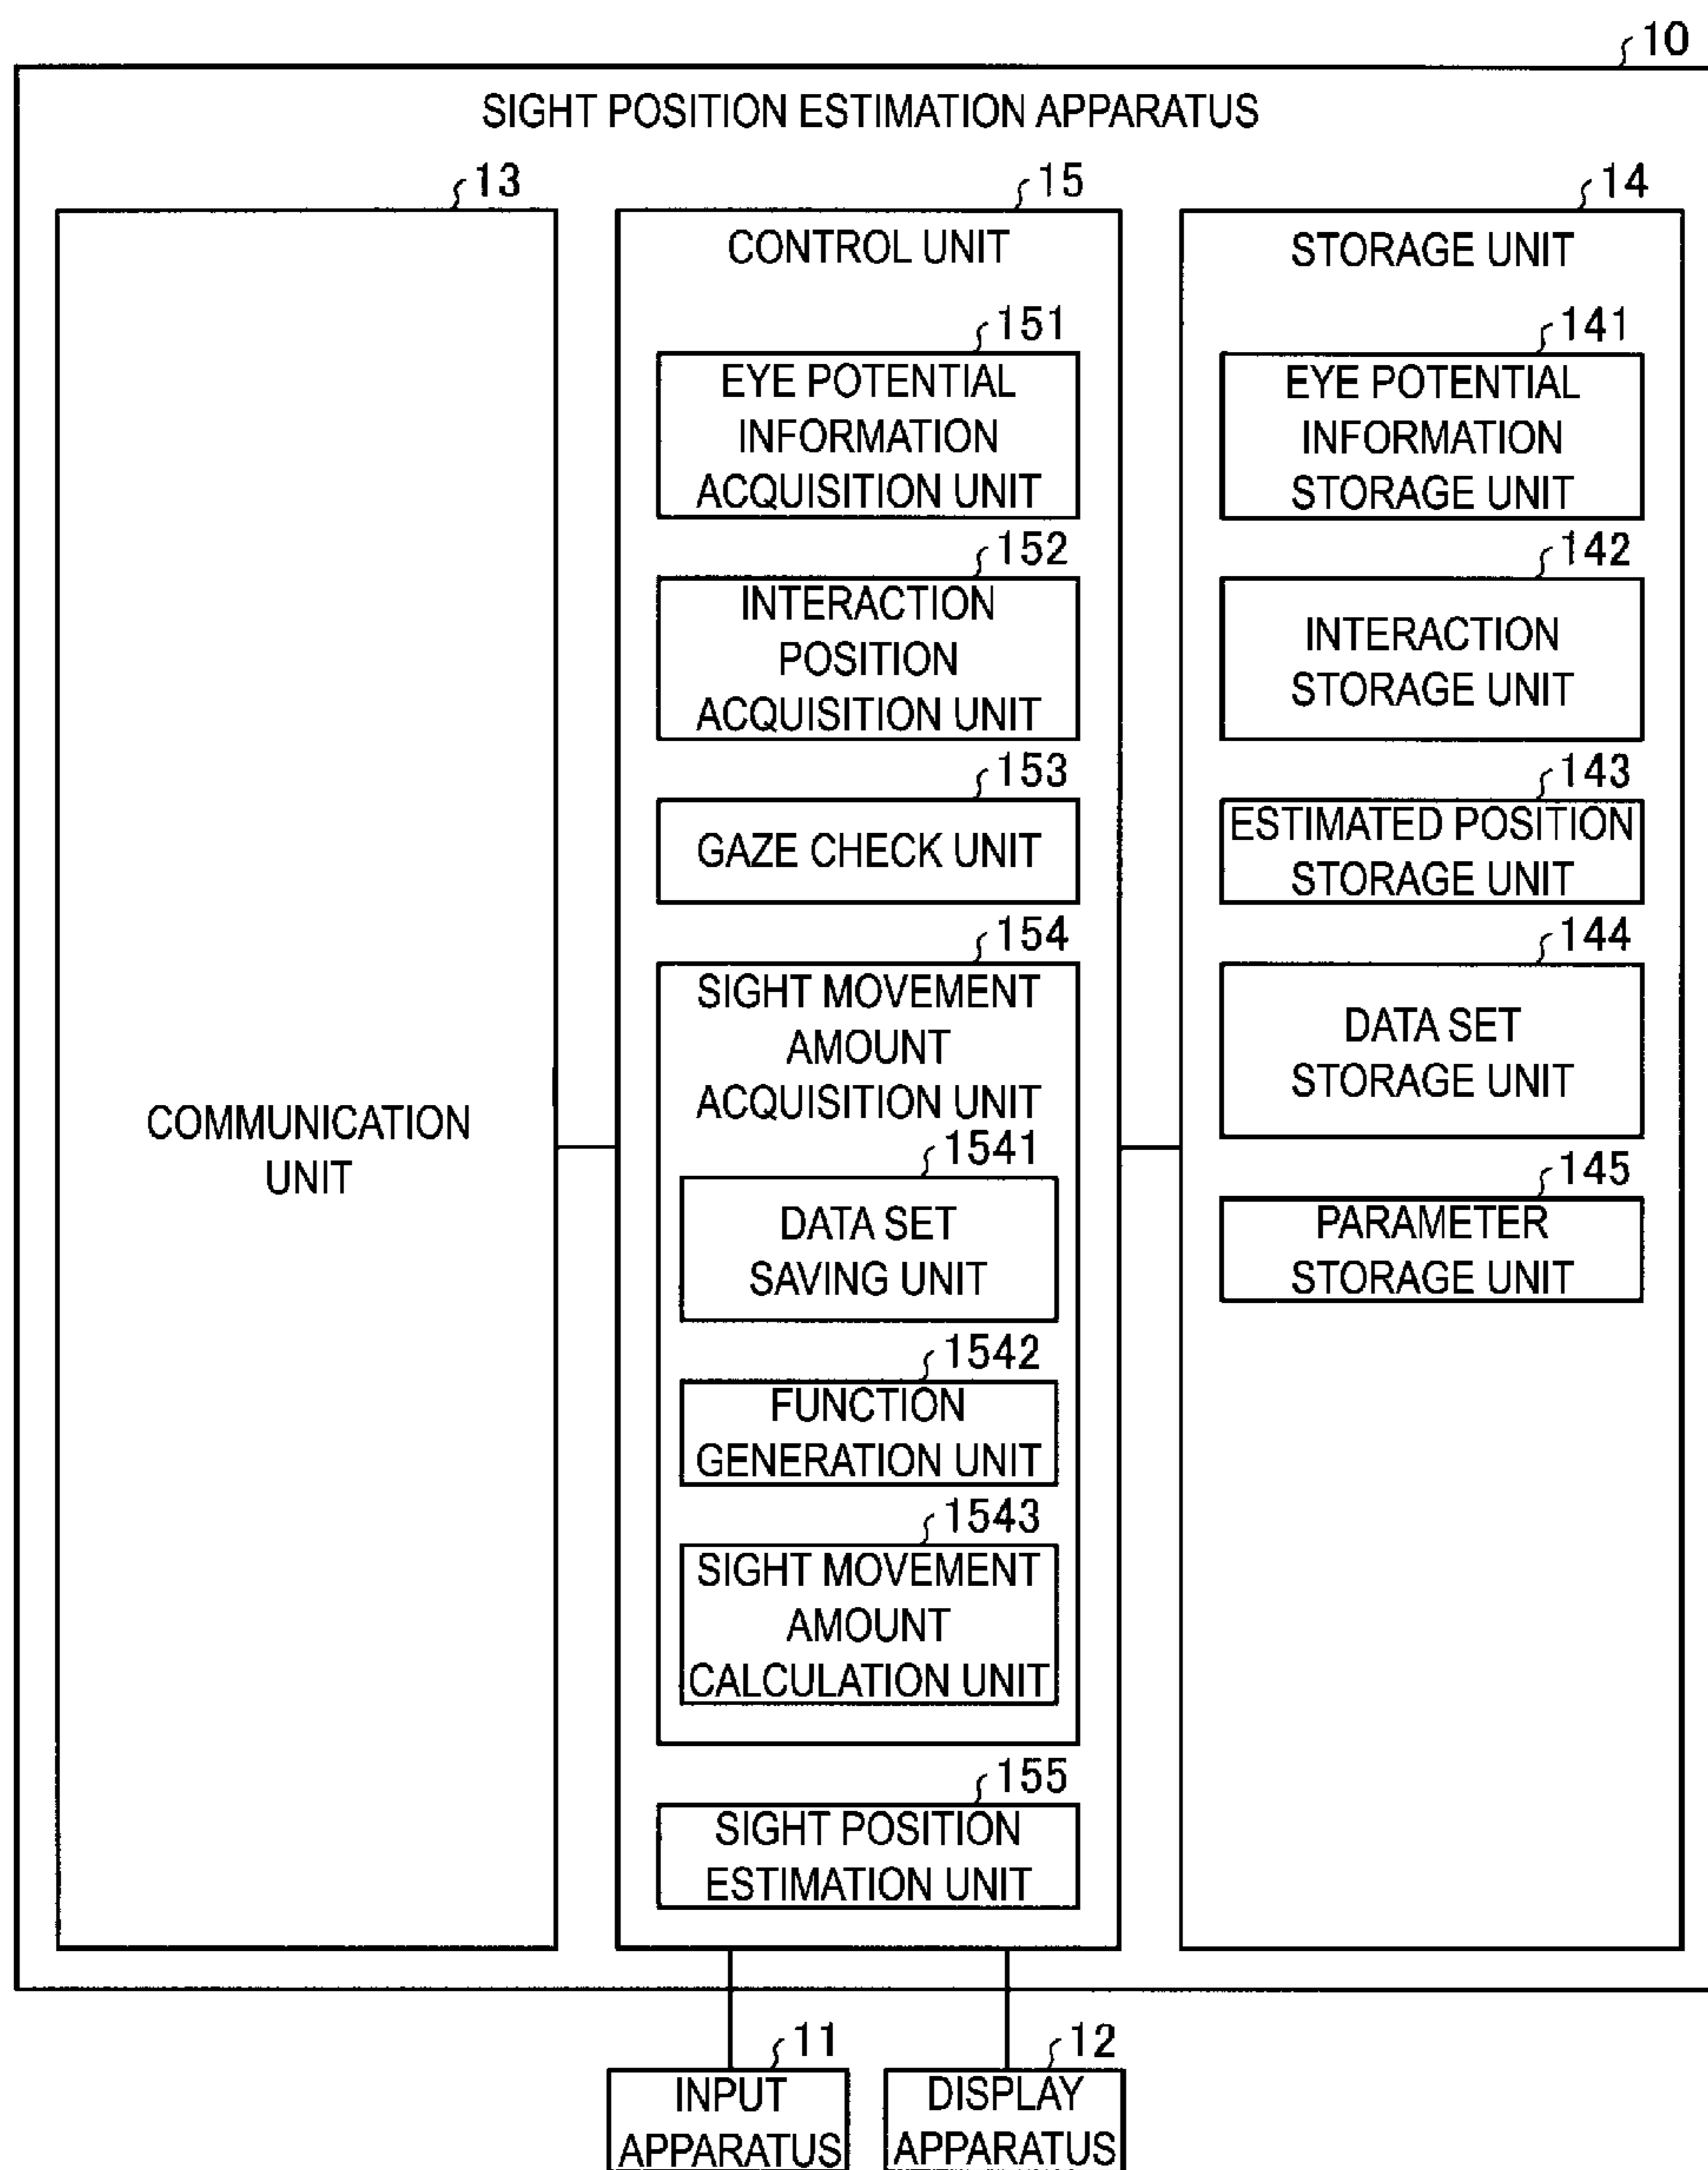 10
SIGHT POSITION ESTIMATION APPARATUS
13
COMMUNICATION
UNIT
15
CONTROL UNIT
151
EYE POTENTIAL
INFORMATION
ACQUISITION UNIT
152
INTERACTION
POSITION
ACQUISITION UNIT
153
GAZE CHECK UNIT
154
SIGHT MOVEMENT
AMOUNT
ACQUISITION UNIT
1541
DATA SET
SAVING UNIT
1542
FUNCTION
GENERATION UNIT
1543
SIGHT MOVEMENT
AMOUNT
CALCULATION UNIT
155
SIGHT POSITION
ESTIMATION UNIT
14
STORAGE UNIT
141
EYE POTENTIAL
INFORMATION
STORAGE UNIT
142
INTERACTION
STORAGE UNIT
143
ESTIMATED POSITION
STORAGE UNIT
144
DATA SET
STORAGE UNIT
145
PARAMETER
STORAGE UNIT
11
INPUT
APPARATUS
12
DISPLAY
APPARATUS